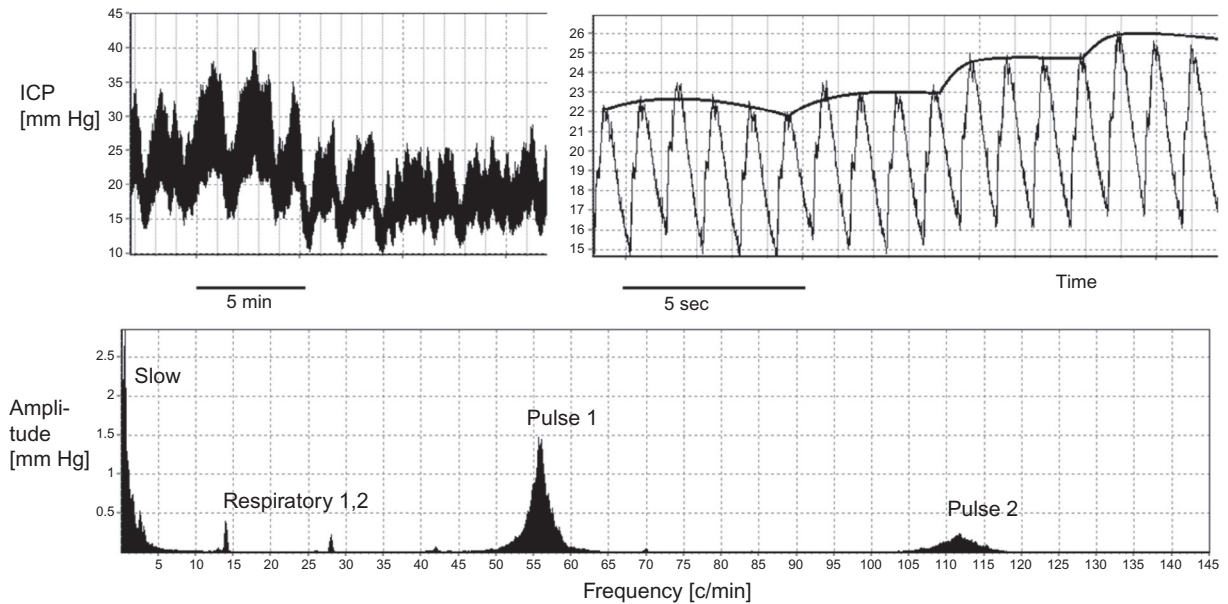 45
40
35
30
25
20
15
10
ICP
[mm Hg]
5 min
26
25
24
23
22
21
20
19
18
17
16
15
5 sec
Time
2.5
2
1.5
1
0.5
Ampli-
tude
[mm Hg]
Slow
Respiratory 1,2
Pulse 1
Pulse 2
5 10 15 20 25 30 35 40 45 50 55 60 65 70 75 80 85 90 95 100 105 110 115 120 125 130 135 140 145
Frequency [c/min]